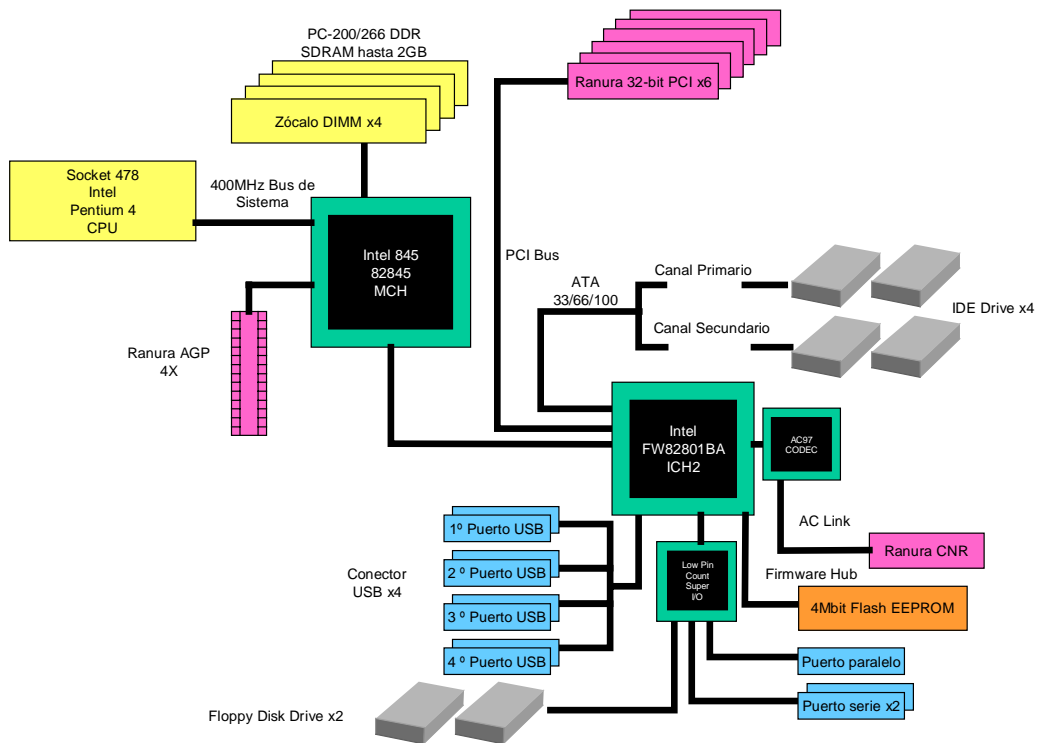 PC-200/266 DDR
SDRAM hasta 2GB
Zócalo DIMM x4
Ranura 32-bit PCI x6
Socket 478
Intel
Pentium 4
CPU
400MHz Bus de
Sistema
Intel 845
82845
MCH
PCI Bus
ATA
33/66/100
Canal Primario
Canal Secundario
IDE Drive x4
Ranura AGP
4X
Intel
FW82801BA
ICH2
AC97
CODEC
AC Link
Ranura CNR
1º Puerto USB
2 º Puerto USB
3 º Puerto USB
4 º Puerto USB
Conector
USB x4
Low Pin
Count
Super
I/O
Firmware Hub
4Mbit Flash EEPROM
Puerto paralelo
Puerto serie x2
Floppy Disk Drive x2